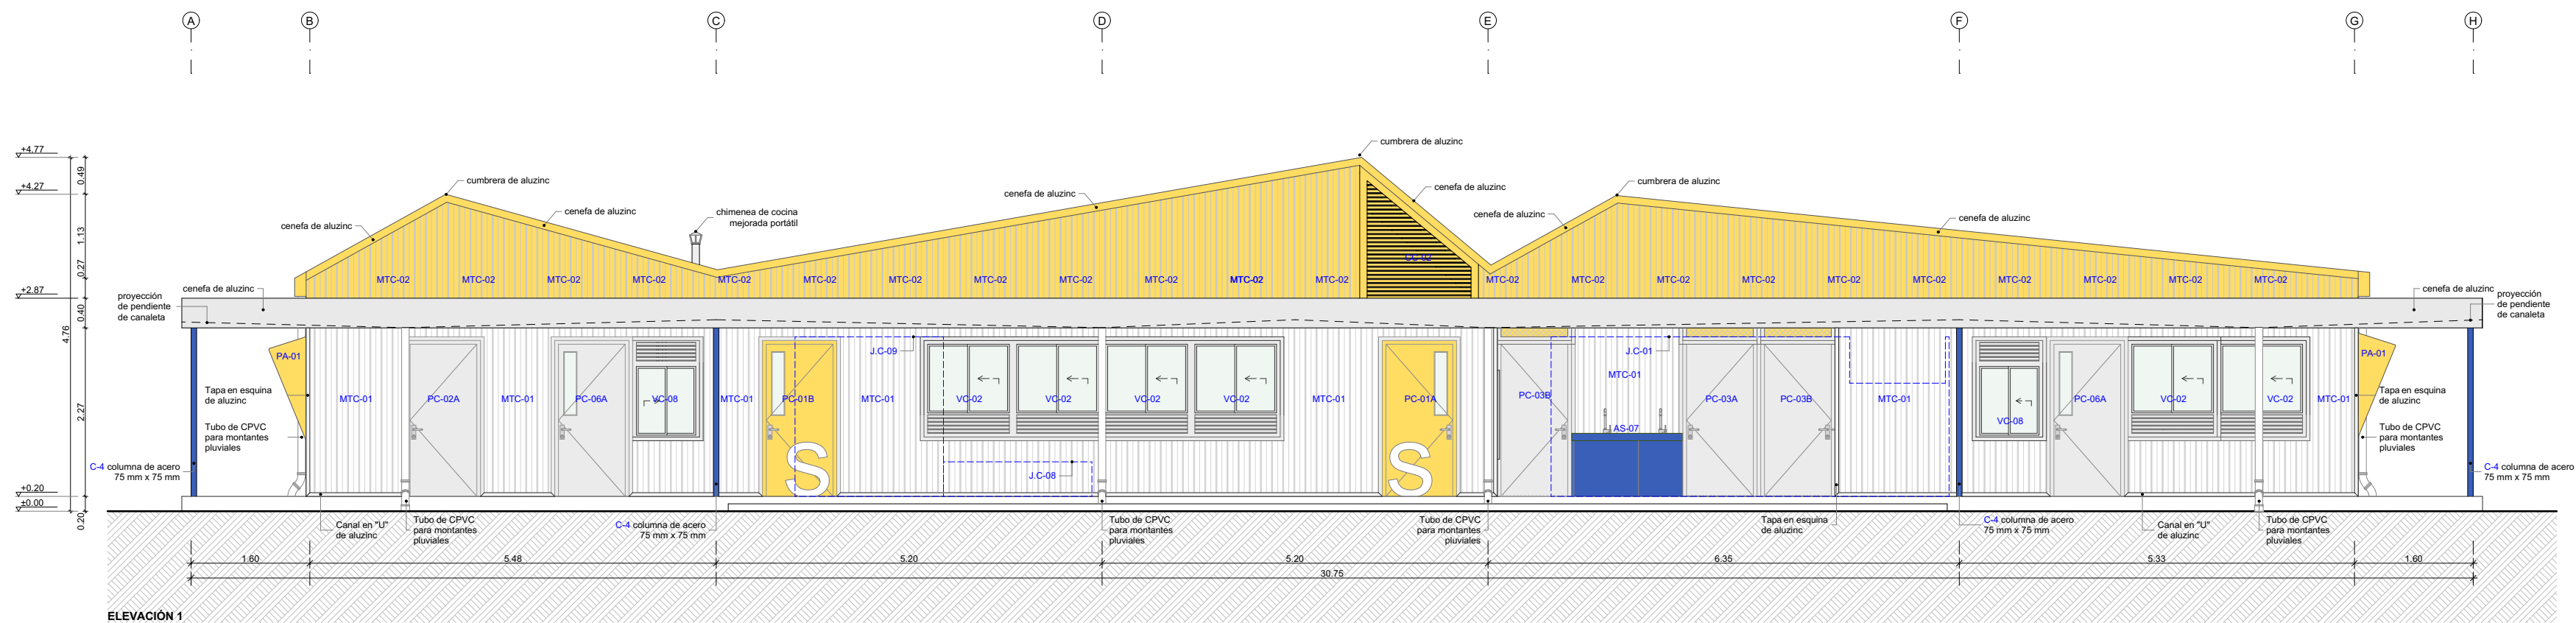 A
B
C
D
E
F
G
H
+4.77
+4.27
+2.87
+0.20
±0.00
0.49
1.13
0.27
0.40
2.27
0.20
4.76
cumbrera de aluzinc
cumbrera de aluzinc
cumbrera de aluzinc
cenefa de aluzinc
cenefa de aluzinc
cenefa de aluzinc
cenefa de aluzinc
cenefa de aluzinc
cenefa de aluzinc
chimenea de cocina
mejorada portátil
MTC-02
MTC-02
MTC-02
MTC-02
MTC-02
MTC-02
MTC-02
MTC-02
MTC-02
MTC-02
MTC-02
MTC-02
CC-02
MTC-02
MTC-02
MTC-02
MTC-02
MTC-02
MTC-02
MTC-02
MTC-02
MTC-02
MTC-02
cenefa de aluzinc
proyección
de pendiente
de canaleta
cenefa de aluzinc
proyección
de pendiente
de canaleta
PA-01
J.C-09
J.C-01
PA-01
Tapa en esquina
de aluzinc
MTC-01
PC-02A
MTC-01
PC-06A
VC-08
MTC-01
PC-01B
MTC-01
VC-02
VC-02
VC-02
VC-02
MTC-01
PC-01A
PC-03B
MTC-01
PC-03A
PC-03B
MTC-01
VC-08
PC-06A
VC-02
VC-02
MTC-01
Tapa en esquina
de aluzinc
AS-07
Tubo de CPVC
para montantes
pluviales
Tubo de CPVC
para montantes
pluviales
S
S
J.C-08
C-4 columna de acero
75 mm x 75 mm
C-4 columna de acero
75 mm x 75 mm
Canal en "U"
de aluzinc
Tubo de CPVC
para montantes
pluviales
C-4 columna de acero
75 mm x 75 mm
Tubo de CPVC
para montantes
pluviales
Tubo de CPVC
para montantes
pluviales
Tapa en esquina
de aluzinc
C-4 columna de acero
75 mm x 75 mm
Canal en "U"
de aluzinc
Tubo de CPVC
para montantes
pluviales
1.60
5.48
5.20
5.20
6.35
5.33
1.60
30.75
ELEVACIÓN 1